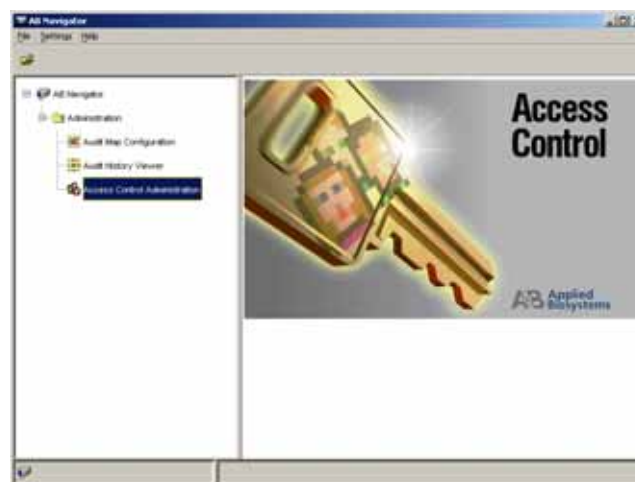 AB Navigator
File Settings Help
AB Navigator
Administration
Audit Map Configuration
Audit History Viewer
Access Control Administration
Access
Control
AB Applied
Biosystems